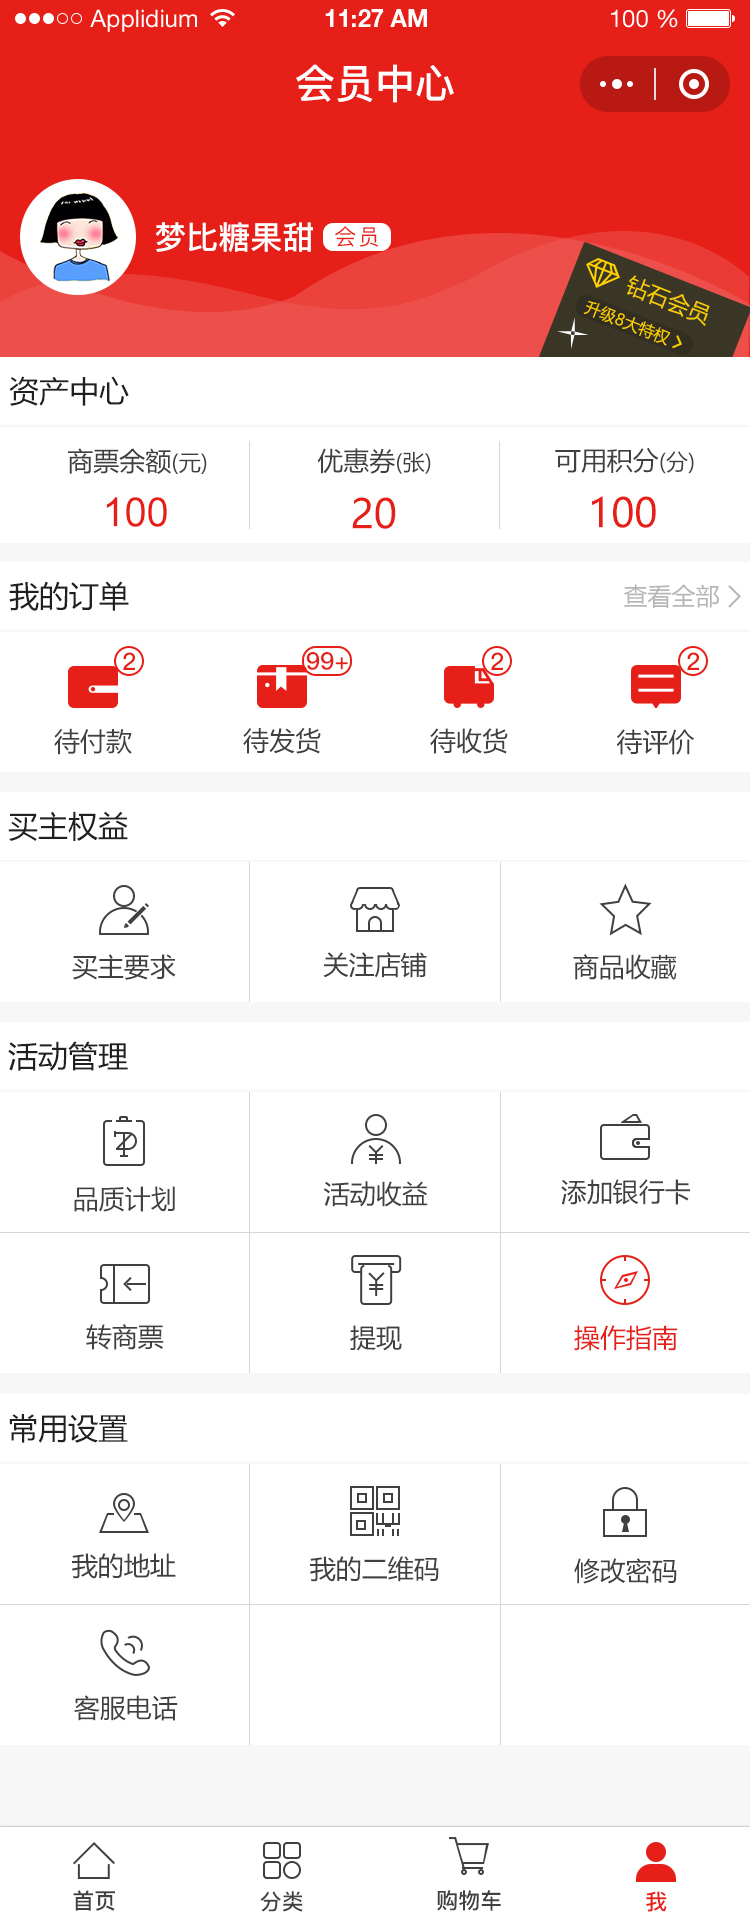 Applidium 11:27 AM 100 %
会员中心
梦比糖果甜 会员
钻石会员
升级8大特权
资产中心
商票余额(元) 优惠券(张) 可用积分(分)
100 20 100
我的订单 查看全部
2 99+ 2 2
待付款 待发货 待收货 待评价
买主权益
买主要求 关注店铺 商品收藏
活动管理
品质计划 活动收益 添加银行卡
转商票 提现 操作指南
常用设置
我的地址 我的二维码 修改密码
客服电话
首页 分类 购物车 我